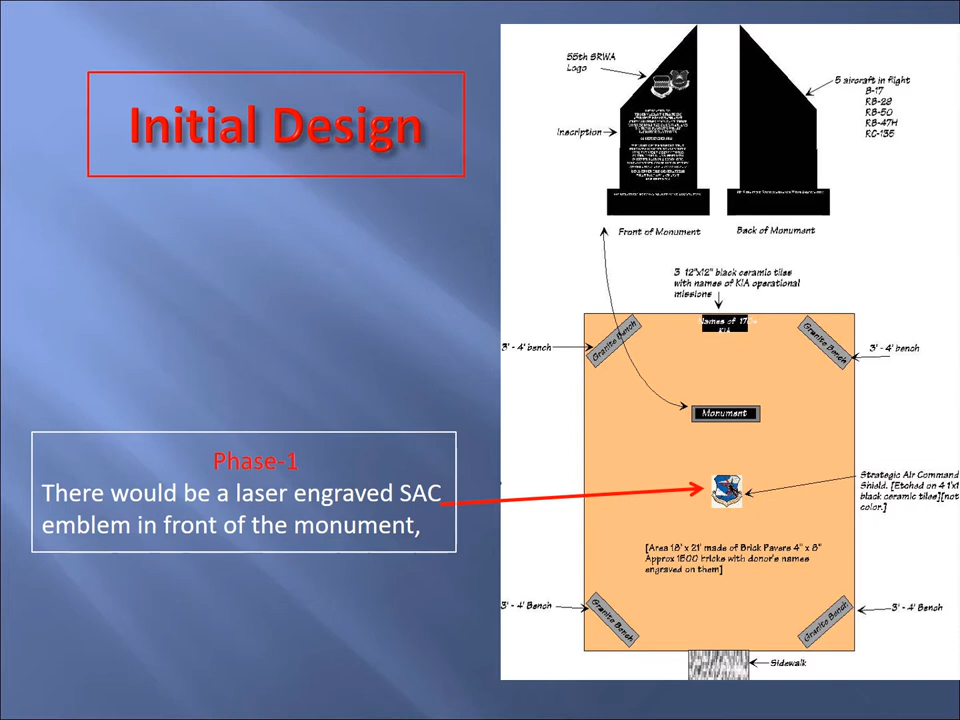 Initial Design
Phase-1
There would be a laser engraved SAC
emblem in front of the monument,
55th SRWA
Logo
Inscription
5 aircraft in flight
B-17
RB-29
RB-50
RB-47H
RC-135
Front of Monument
Back of Monument
3 12"x12" black ceramic tiles
with names of KIA operational
missions
Names of
KIA
Granite Bench
Granite Bench
3' - 4' bench
3' - 4' bench
Monument
Strategic Air Command
Shield. [Etched on 4 1'x1'
black ceramic tiles][not
color.]
[Area 18' x 21' made of Brick Pavers 4" x 8"
Approx 1500 bricks with donor's names
engraved on them]
3' - 4' Bench
3' - 4' Bench
Granite Bench
Granite Bench
Sidewalk